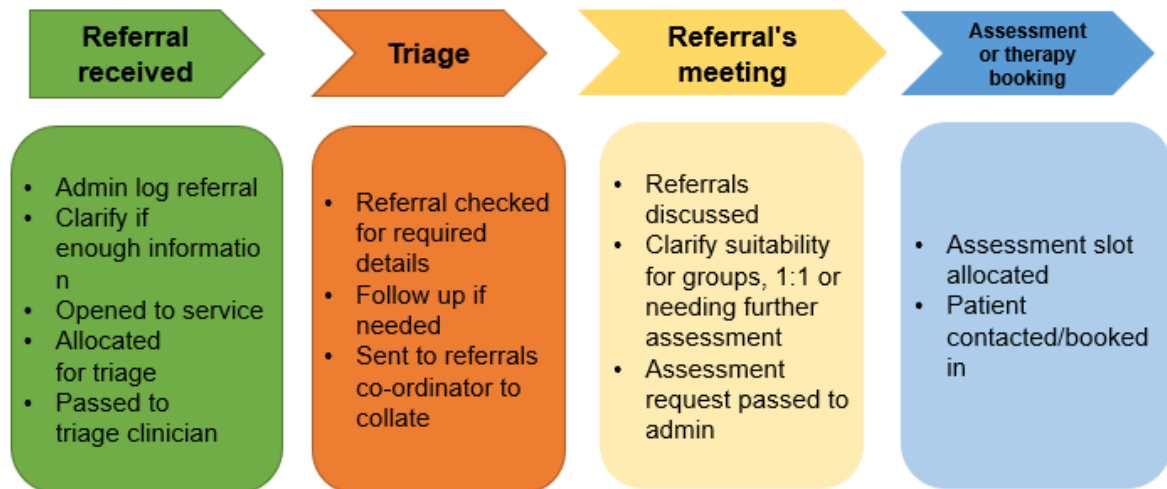 Referral
received
Triage
Referral's
meeting
Assessment
or therapy
booking
• Admin log referral
• Clarify if
enough informatio
n
• Opened to service
• Allocated
for triage
• Passed to
triage clinician
• Referral checked
for required
details
• Follow up if
needed
• Sent to referrals
co-ordinator to
collate
• Referrals
discussed
• Clarify suitability
for groups, 1:1 or
needing further
assessment
• Assessment
request passed to
admin
• Assessment slot
allocated
• Patient
contacted/booked
in